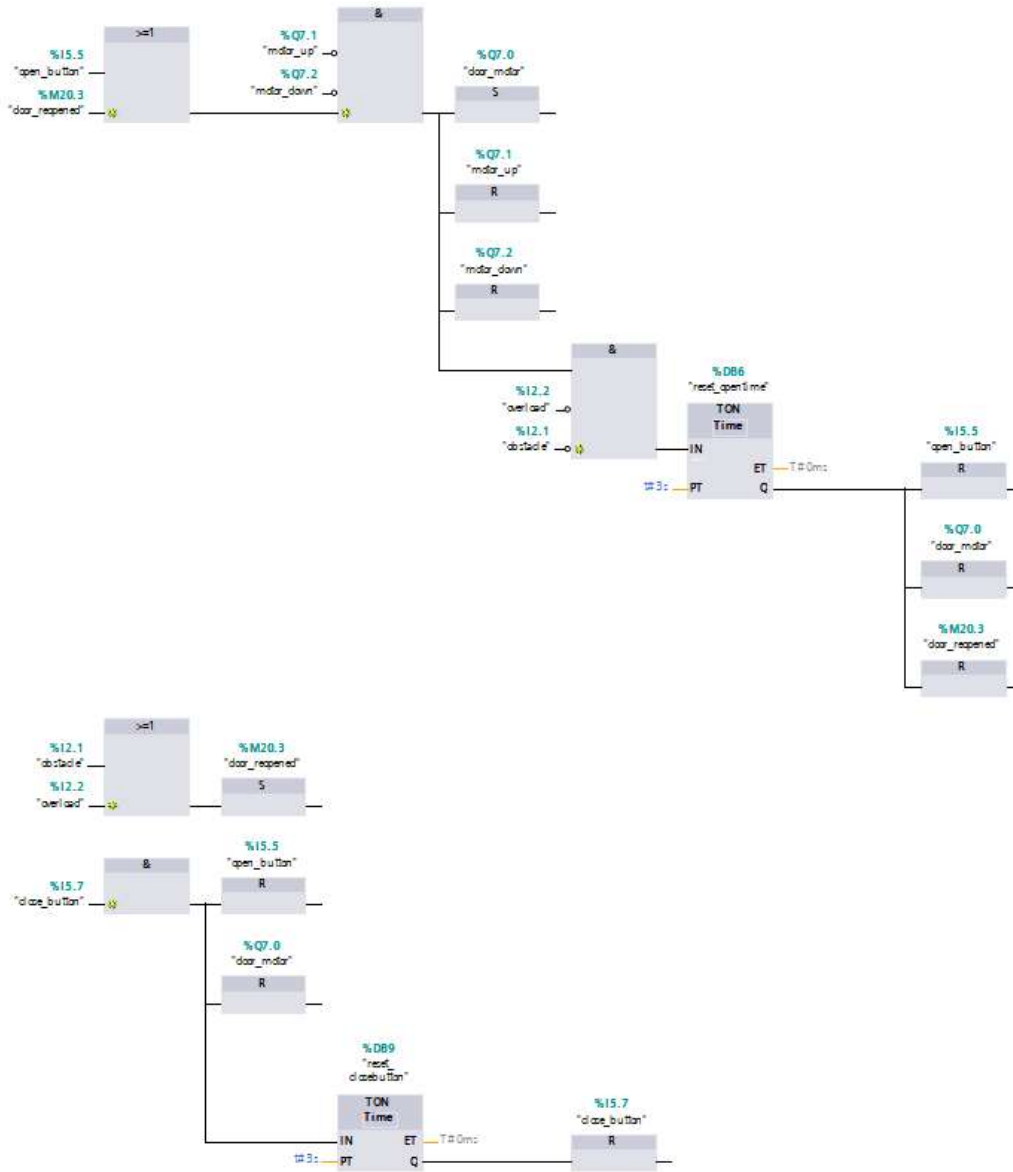 >=1
%I5.5
"open_button"
%M20.3
"door_reopened"
&
%Q7.1
"motor_up"
%Q7.2
"motor_down"
%Q7.0
"door_motor"
S
%Q7.1
"motor_up"
R
%Q7.2
"motor_down"
R
&
%I2.2
"overload"
%I2.1
"obstacle"
%DB6
"reset_opentime"
TON
Time
IN
ET
T#0ms
t#3s
PT
Q
%I5.5
"open_button"
R
%Q7.0
"door_motor"
R
%M20.3
"door_reopened"
R
>=1
%I2.1
"obstacle"
%I2.2
"overload"
%M20.3
"door_reopened"
S
&
%I5.7
"close_button"
%I5.5
"open_button"
R
%Q7.0
"door_motor"
R
%DB9
"reset_
closebutton"
TON
Time
IN
ET
T#0ms
t#3s
PT
Q
%I5.7
"close_button"
R